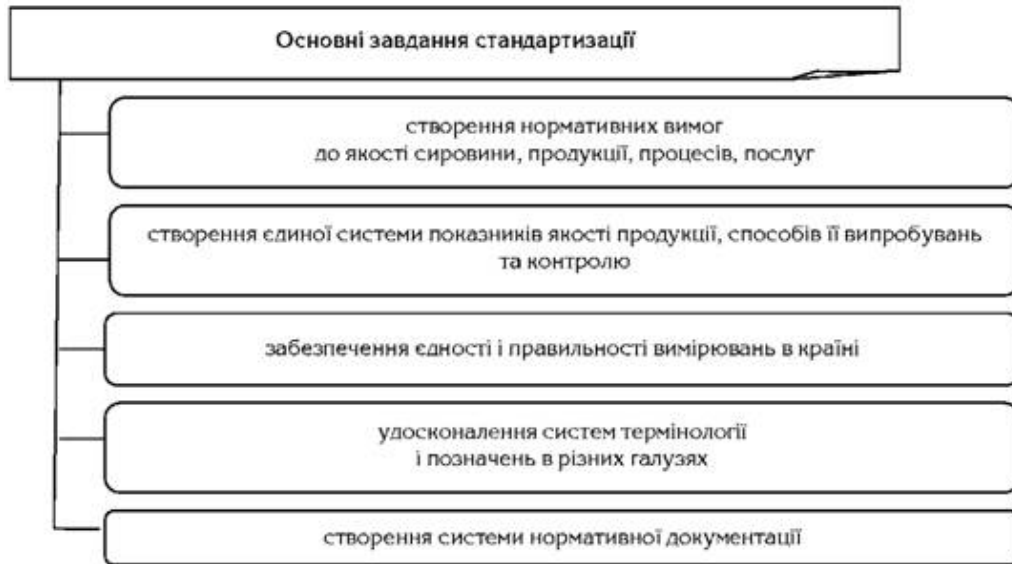 Основні завдання стандартизації
створення нормативних вимог
до якості сировини, продукції, процесів, послуг
створення єдиної системи показників якості продукції, способів її випробувань
та контролю
забезпечення єдності і правильності вимірювань в країні
удосконалення систем термінології
і позначень в різних галузях
створення системи нормативної документації